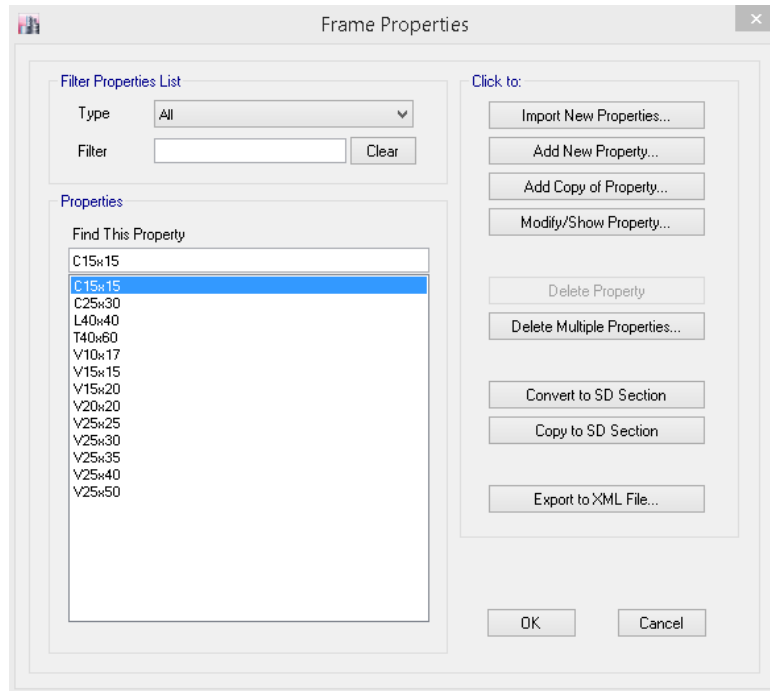 Frame Properties
Filter Properties List
Type
All
Filter
Clear
Properties
Find This Property
C15x15
C15x15
C25x30
L40x40
T40x60
V10x17
V15x15
V15x20
V20x20
V25x25
V25x30
V25x35
V25x40
V25x50
Click to:
Import New Properties...
Add New Property...
Add Copy of Property...
Modify/Show Property...
Delete Property
Delete Multiple Properties...
Convert to SD Section
Copy to SD Section
Export to XML File...
OK
Cancel